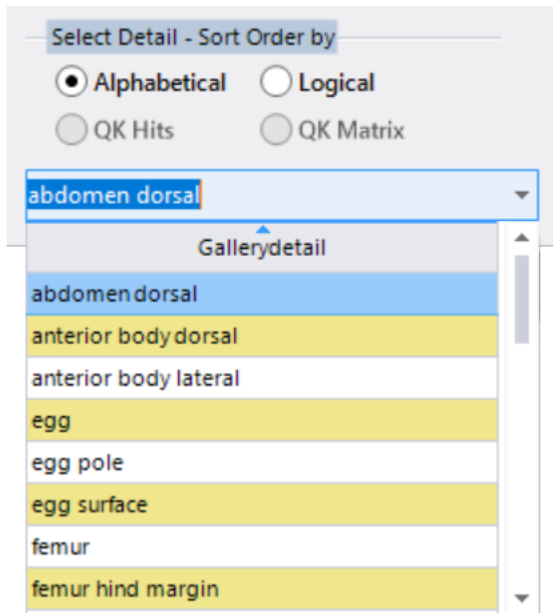 Select Detail - Sort Order by
Alphabetical Logical
QK Hits QK Matrix
abdomen dorsal
Gallerydetail
abdomen dorsal
anterior body dorsal
anterior body lateral
egg
egg pole
egg surface
femur
femur hind margin